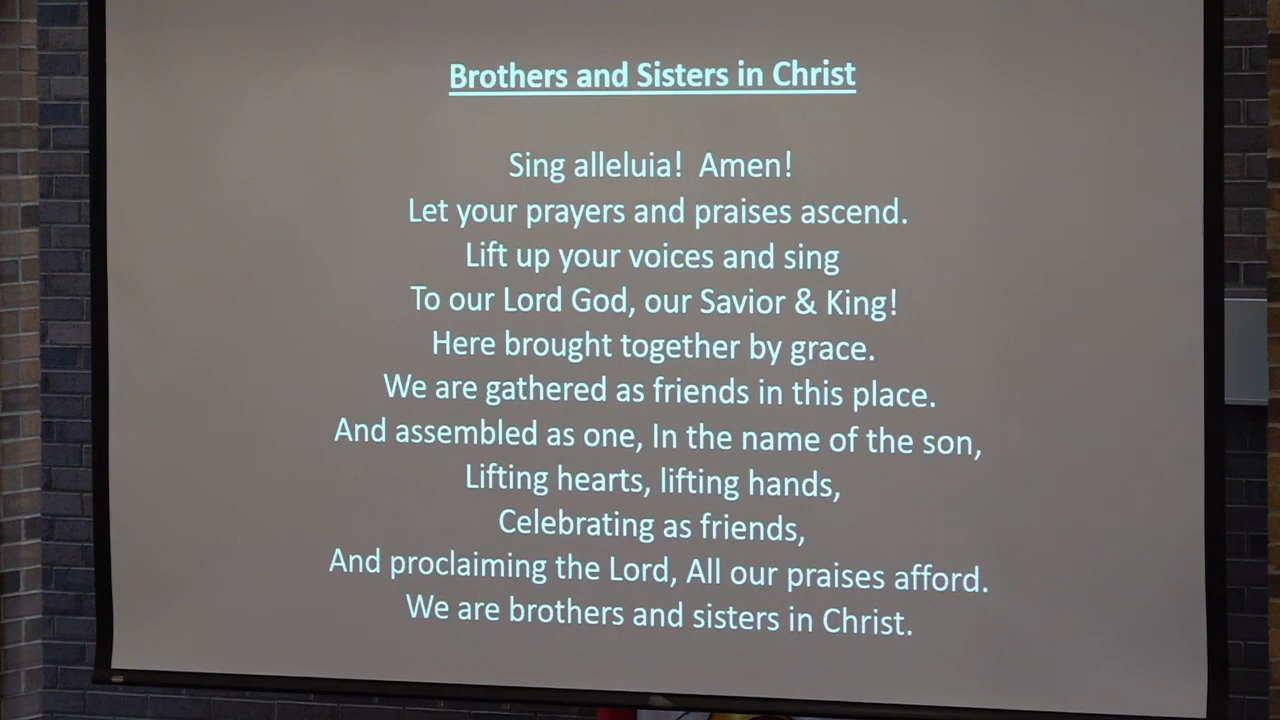 Brothers and Sisters in Christ
Sing alleluia!  Amen!
Let your prayers and praises ascend.
Lift up your voices and sing
To our Lord God, our Savior & King!
Here brought together by grace.
We are gathered as friends in this place.
And assembled as one, In the name of the son,
Lifting hearts, lifting hands,
Celebrating as friends,
And proclaiming the Lord, All our praises afford.
We are brothers and sisters in Christ.